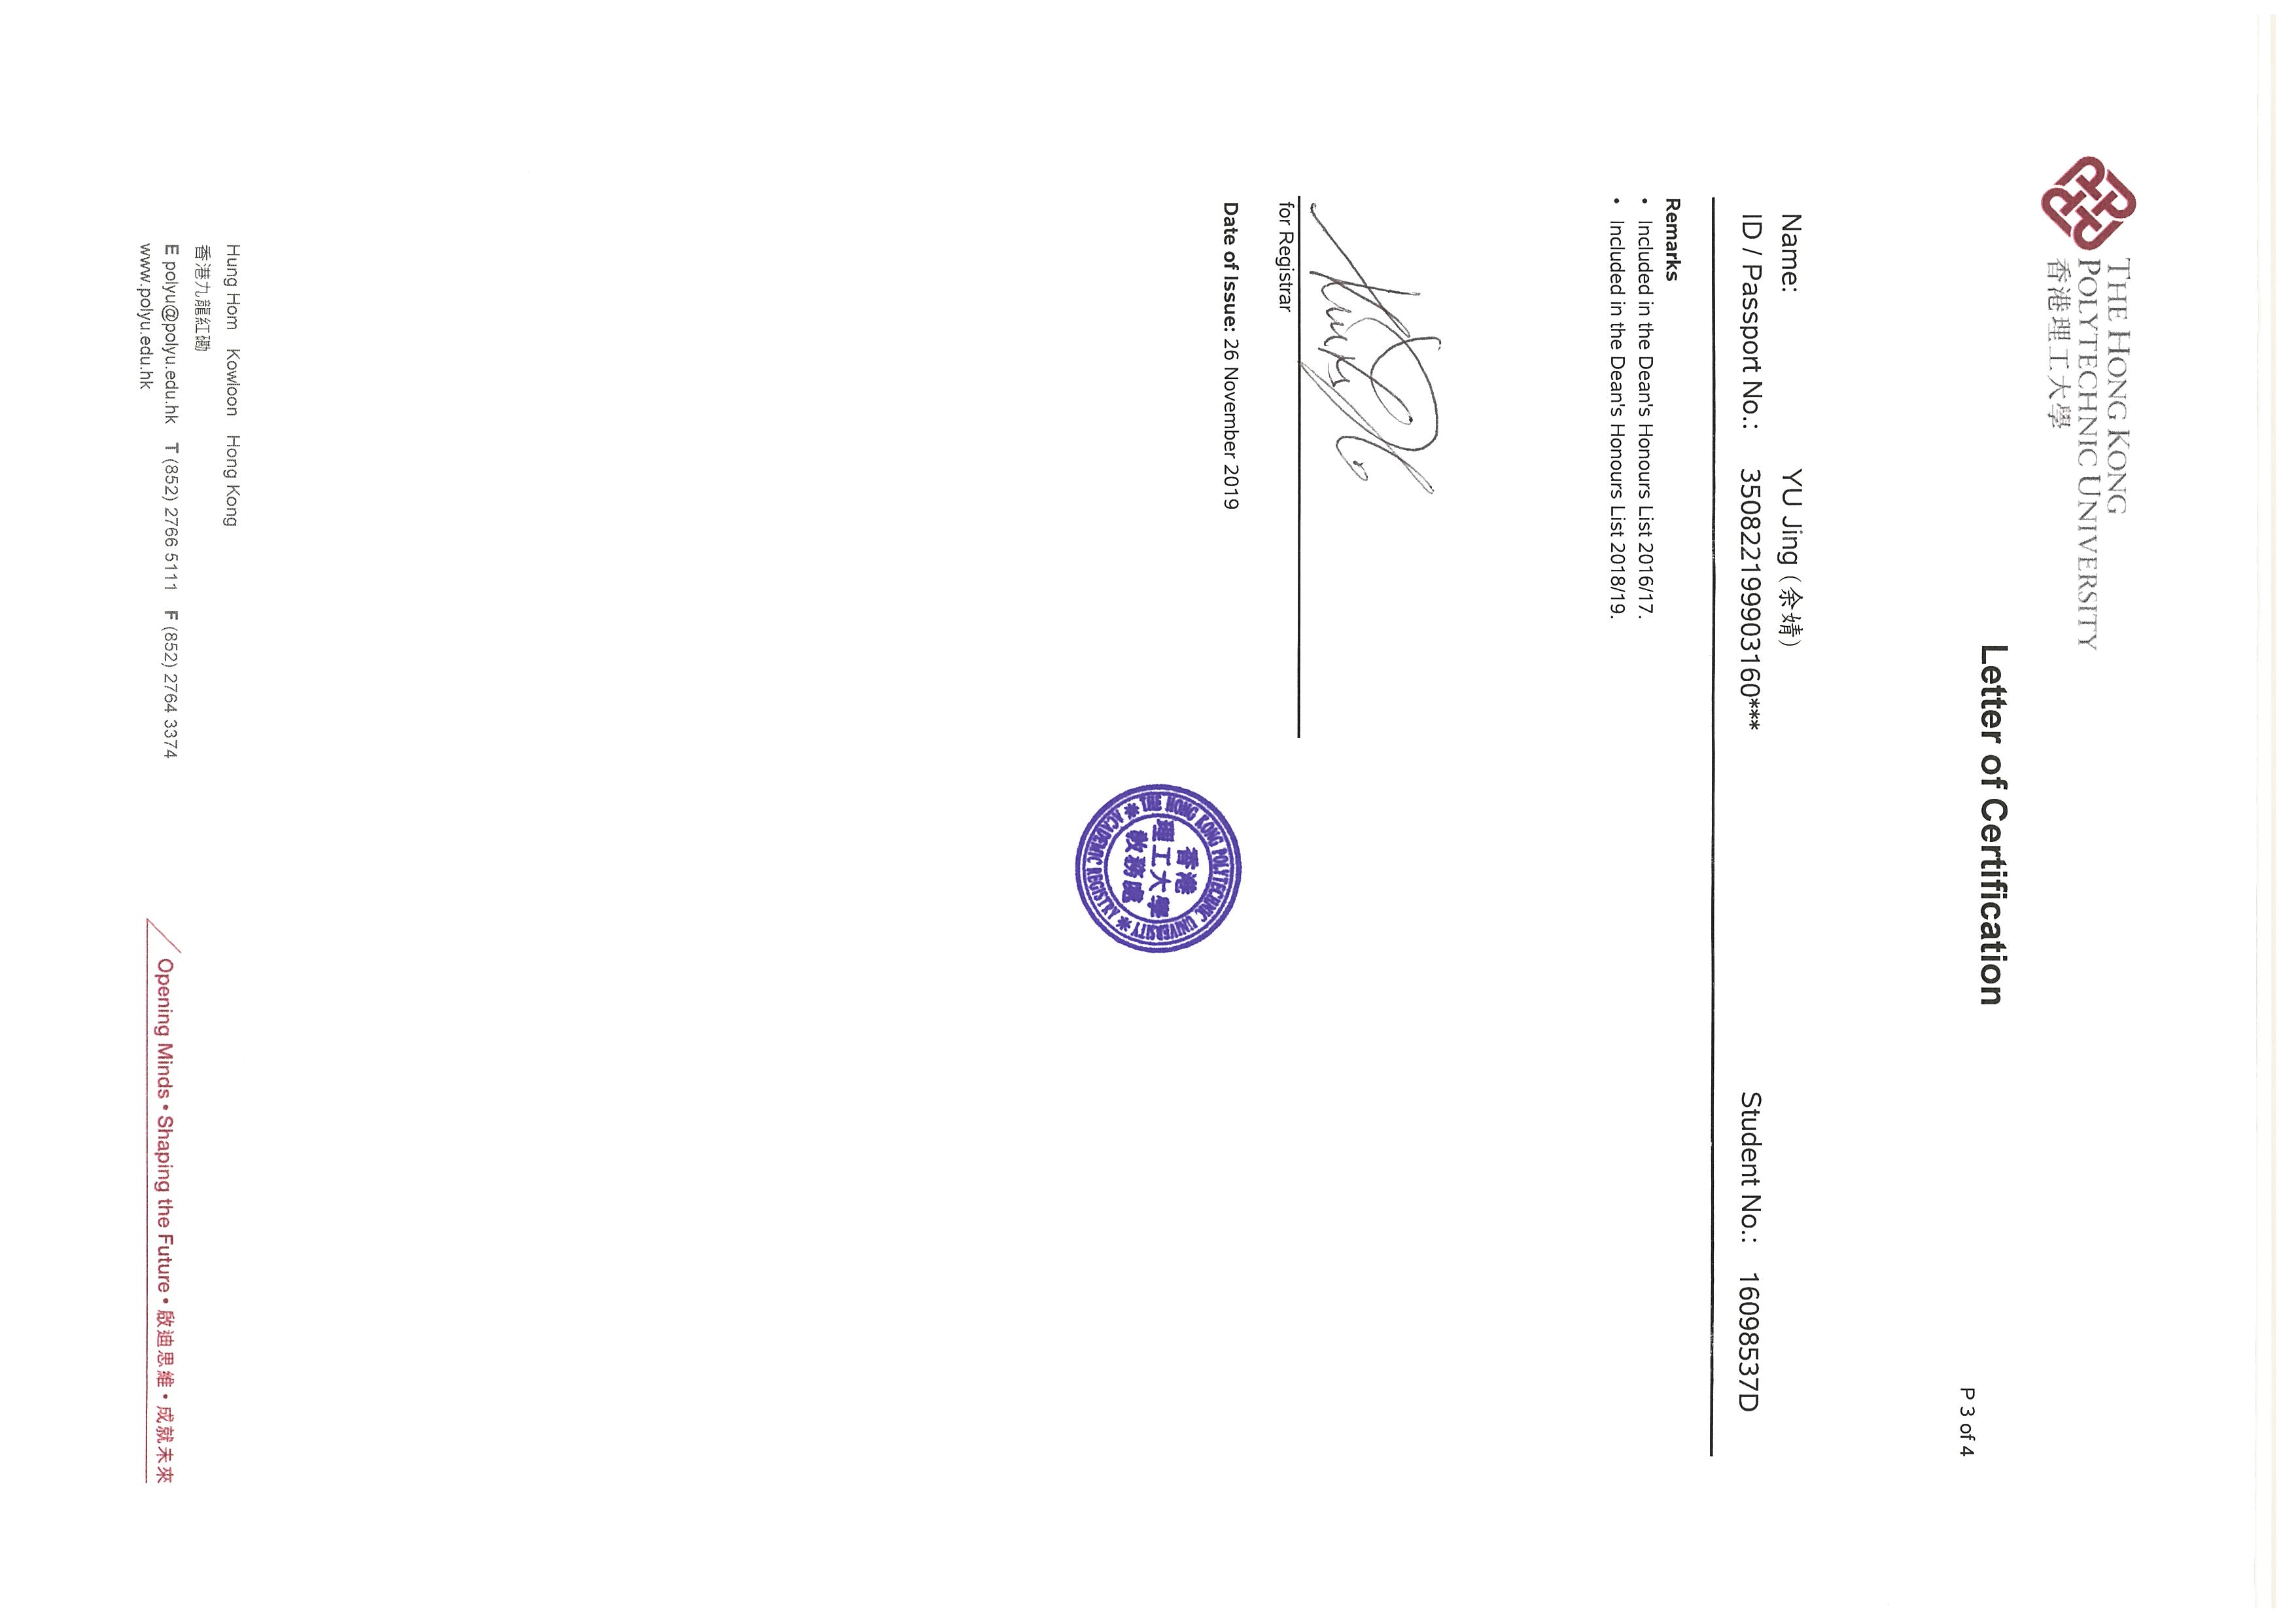 THE HONG KONG
POLYTECHNIC UNIVERSITY
香港理工大學
Letter of Certification
P 3 of 4
Name: YU Jing (余婧)
ID / Passport No.: 350822199903160*** Student No.: 16098537D
Remarks
• Included in the Dean's Honours List 2016/17.
• Included in the Dean's Honours List 2018/19.
for Registrar
Date of Issue: 26 November 2019
THE HONG KONG POLYTECHNIC UNIVERSITY
香港
理工大學
教務處
* ACADEMIC REGISTRY *
Hung Hom Kowloon Hong Kong
香港九龍紅磡
E polyu@polyu.edu.hk T (852) 2766 5111 F (852) 2764 3374
www.polyu.edu.hk
Opening Minds • Shaping the Future • 啟迪思維 • 成就未來